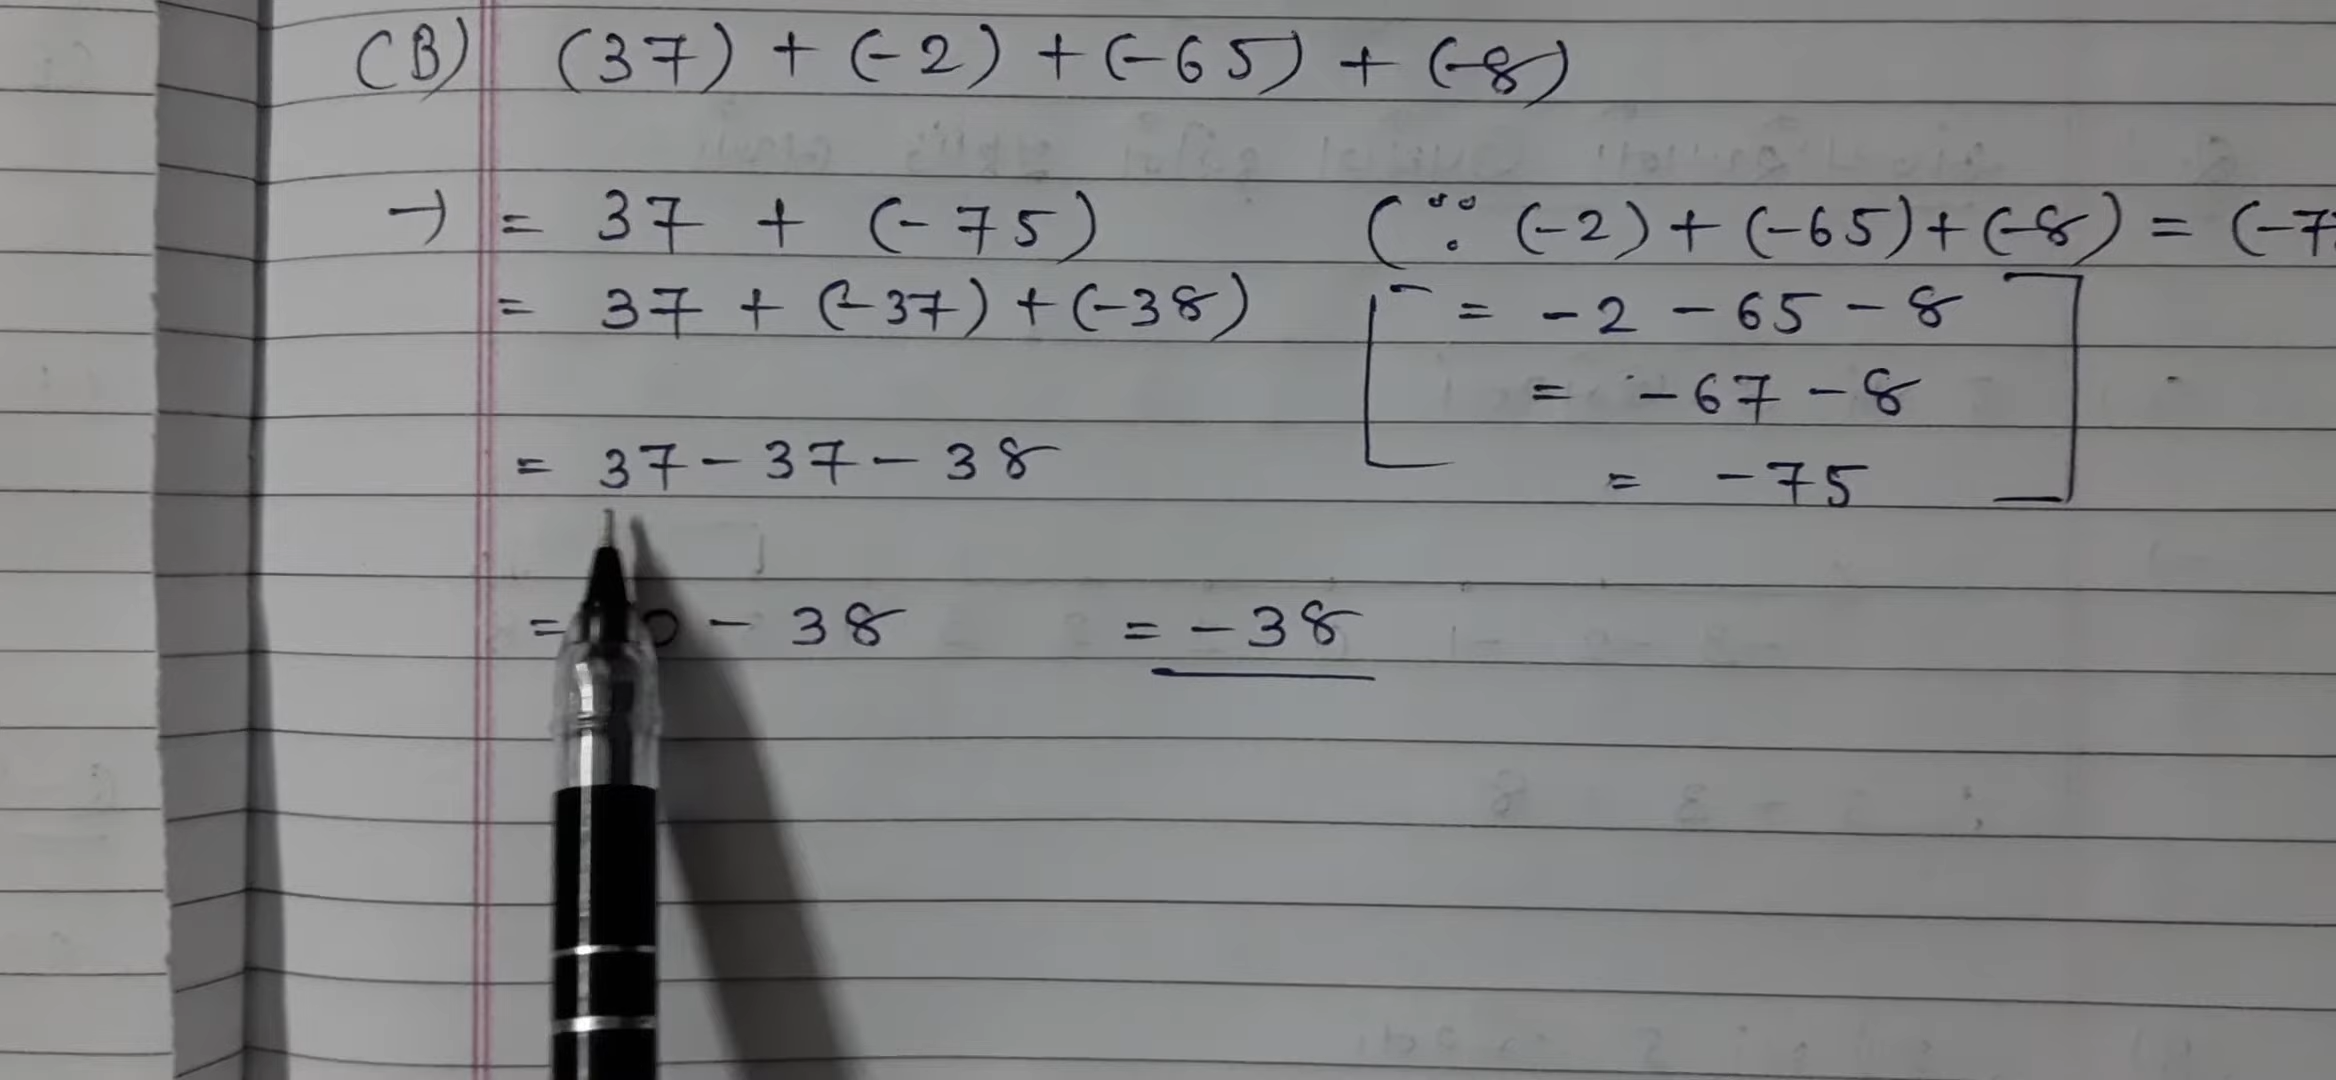 (B) (37) + (-2) + (-65) + (-8)
→ = 37 + (-75) (∵ (-2) + (-65) + (-8) = (-7
= 37 + (-37) + (-38) [ = -2 - 65 - 8 ]
= -67 - 8
= 37 - 37 - 38
= -75
= 0 - 38 = -38